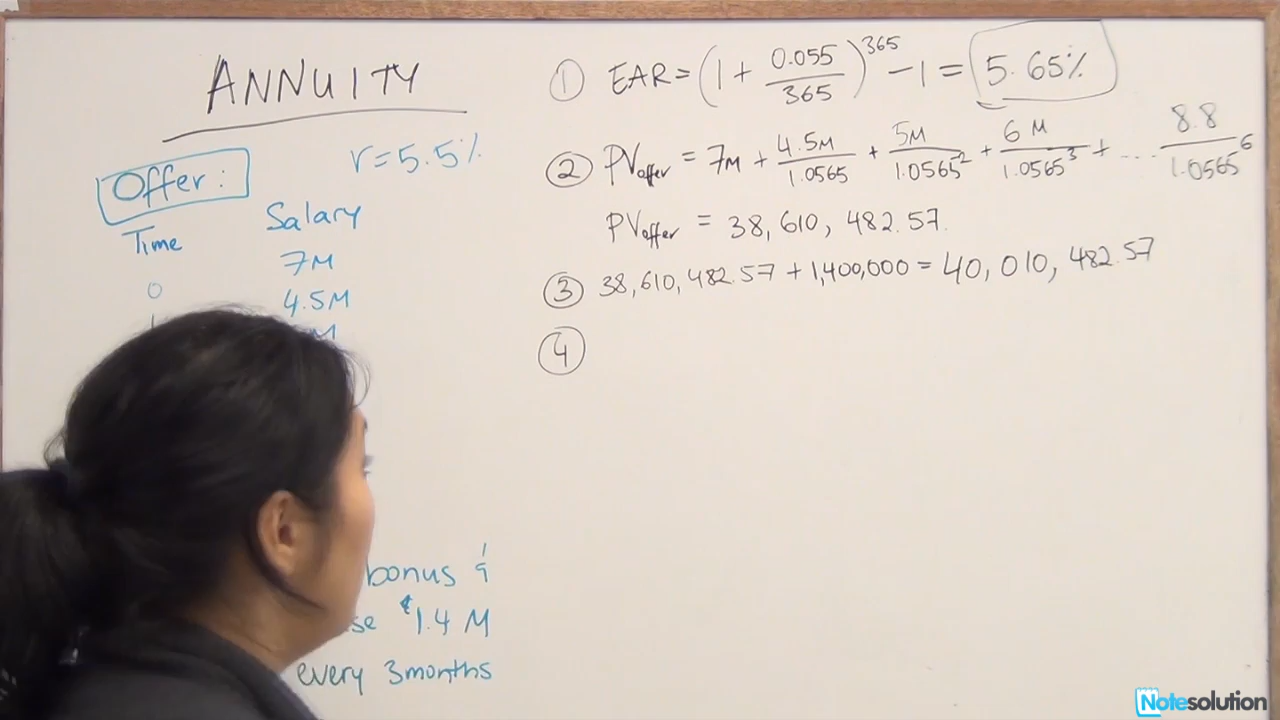 ANNUITY
r = 5.5%
Offer:
Time Salary
0 7M
1 4.5M
M
bonus &
se $1.4 M
every 3months
① EAR = (1 + 0.055/365)^365 − 1 = 5.65%
② PVoffer = 7M + 4.5M/1.0565 + 5M/1.0565^2 + 6M/1.0565^3 + .... 8.8/1.0565^6
PVoffer = 38,610,482.57.
③ 38,610,482.57 + 1,400,000 = 40,010,482.57
④
Notesolution